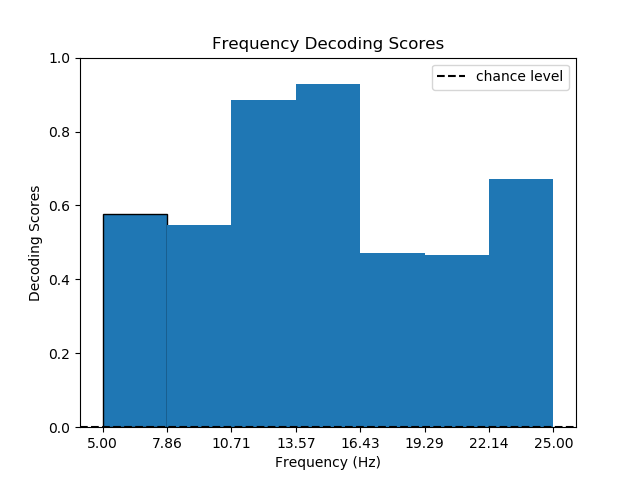 Frequency Decoding Scores
chance level
1.0
0.8
0.6
0.4
0.2
0.0
Decoding Scores
5.00 7.86 10.71 13.57 16.43 19.29 22.14 25.00
Frequency (Hz)